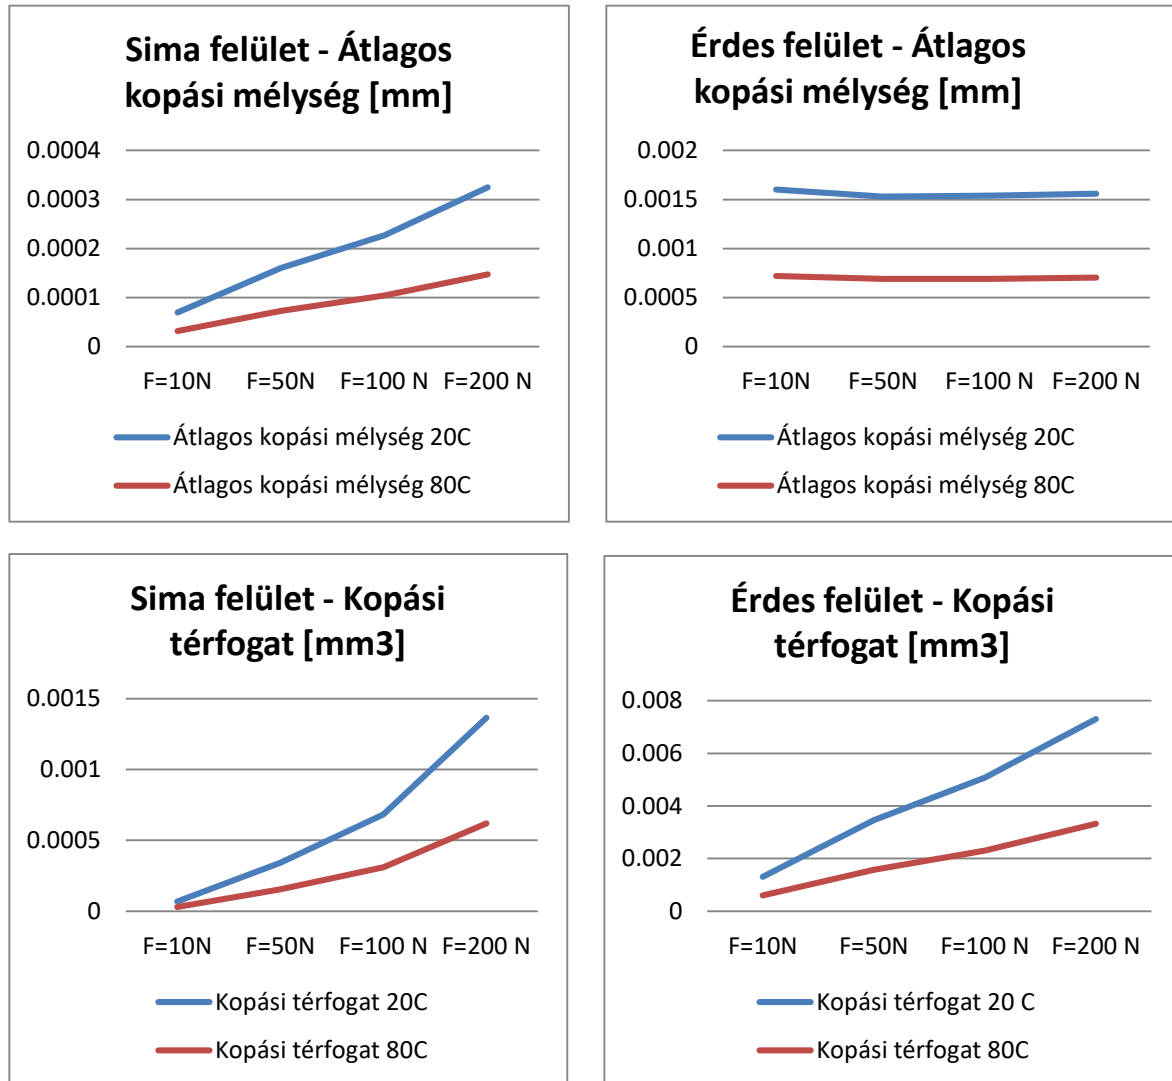 Sima felület - Átlagos
kopási mélység [mm]
0.0004
0.0003
0.0002
0.0001
0
F=10N F=50N F=100 N F=200 N
Átlagos kopási mélység 20C
Átlagos kopási mélység 80C
Érdes felület - Átlagos
kopási mélység [mm]
0.002
0.0015
0.001
0.0005
0
F=10N F=50N F=100 N F=200 N
Átlagos kopási mélység 20C
Átlagos kopási mélység 80C
Sima felület - Kopási
térfogat [mm3]
0.0015
0.001
0.0005
0
F=10N F=50N F=100 N F=200 N
Kopási térfogat 20C
Kopási térfogat 80C
Érdes felület - Kopási
térfogat [mm3]
0.008
0.006
0.004
0.002
0
F=10N F=50N F=100 N F=200 N
Kopási térfogat 20 C
Kopási térfogat 80C